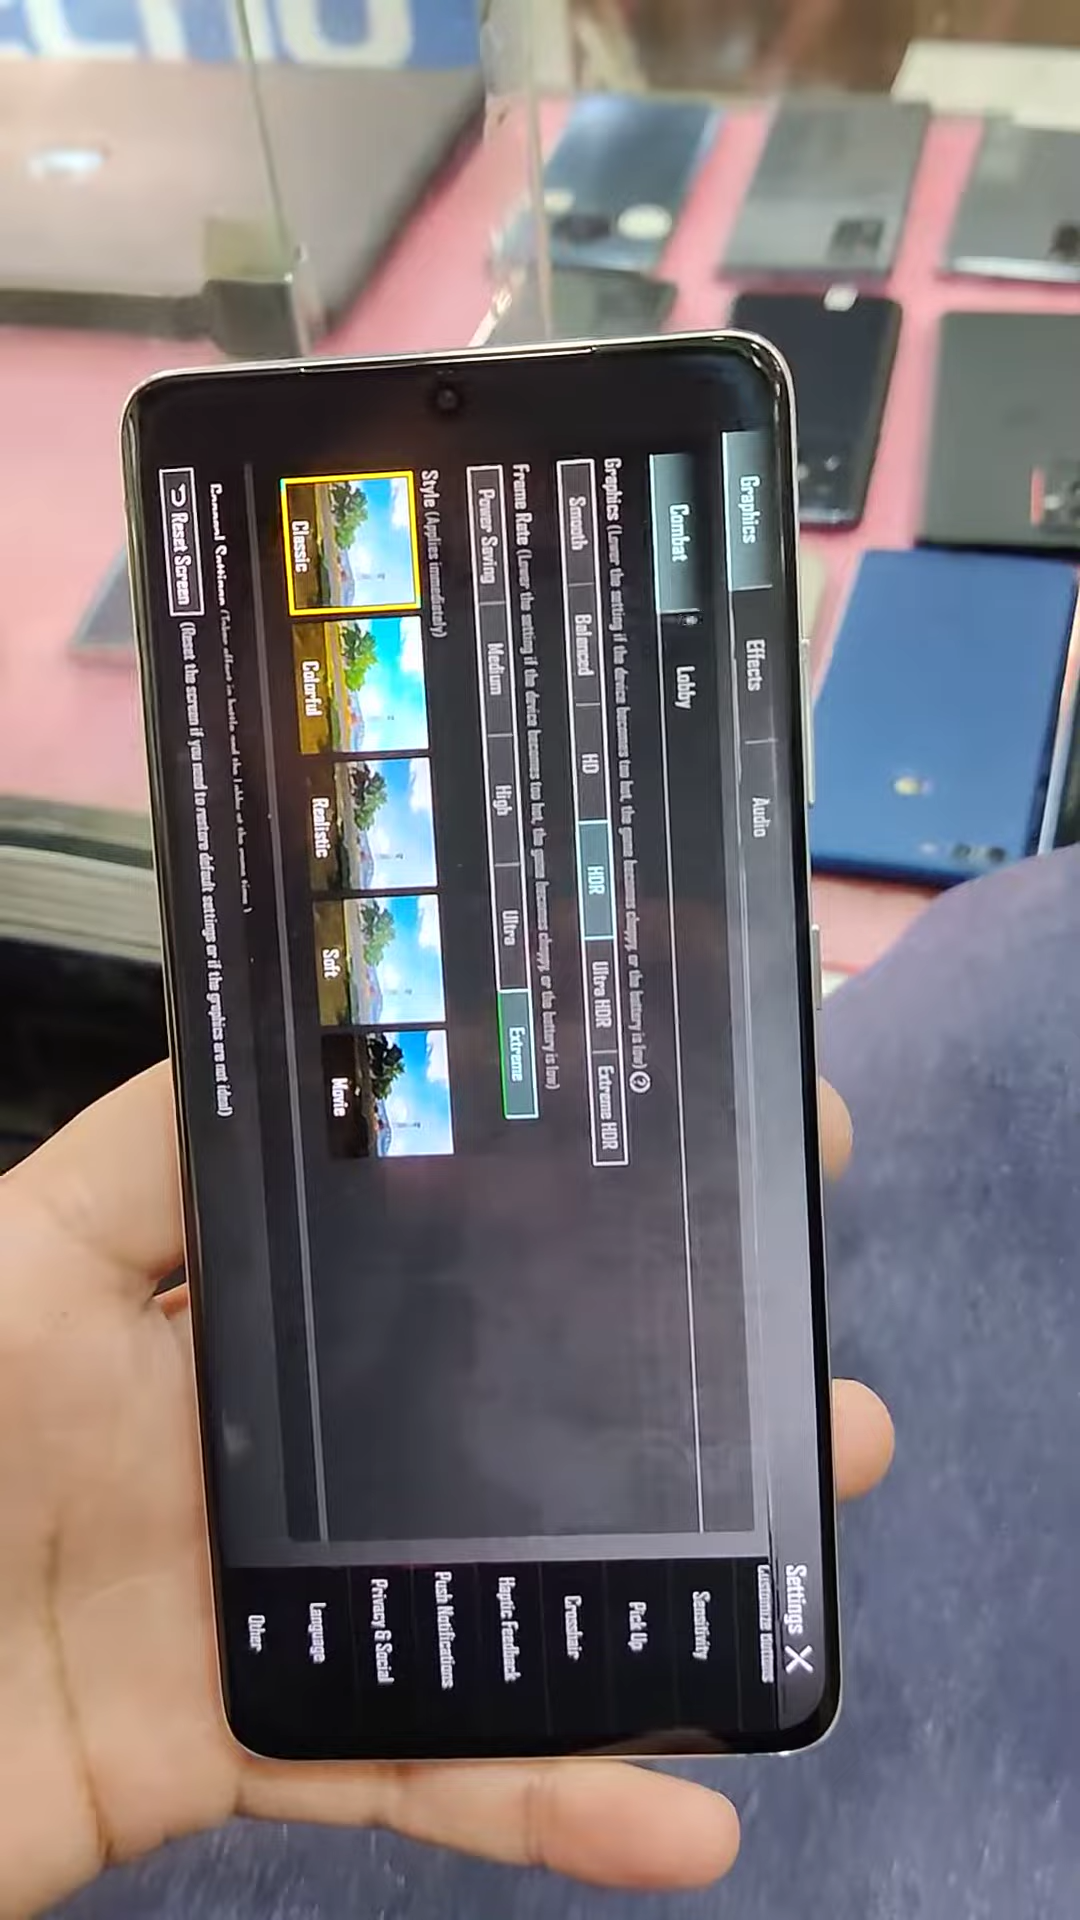 Settings X
Graphics
Effects
Audio
Combat
Lobby
Graphics (Lower the setting if the device becomes too hot, the game becomes choppy, or the battery is low) ?
Smooth
Balanced
HD
HDR
Ultra HDR
Extreme HDR
Frame Rate (Lower the setting if the device becomes too hot, the game becomes choppy, or the battery is low)
Power Saving
Medium
High
Ultra
Extreme
Style (Applies immediately)
Classic
Colorful
Realistic
Soft
Movie
Reset Screen (Reset the screen if you need to restore default settings or if the graphics are not ideal)
Sensitivity
Pick Up
Crosshair
Haptic Feedback
Push Notifications
Privacy & Social
Language
Other